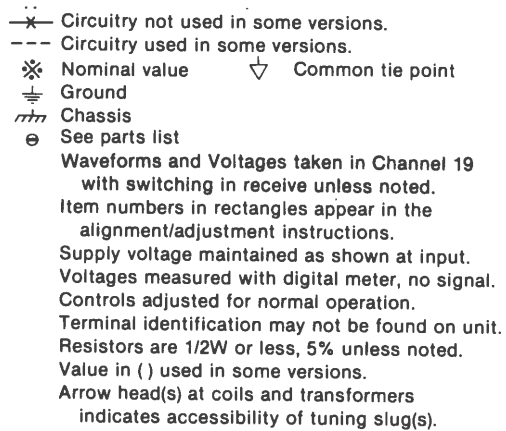 Circuitry not used in some versions.
Circuitry used in some versions.
Nominal value Common tie point
Ground
Chassis
See parts list
Waveforms and Voltages taken in Channel 19
with switching in receive unless noted.
Item numbers in rectangles appear in the
alignment/adjustment instructions.
Supply voltage maintained as shown at input.
Voltages measured with digital meter, no signal.
Controls adjusted for normal operation.
Terminal identification may not be found on unit.
Resistors are 1/2W or less, 5% unless noted.
Value in ( ) used in some versions.
Arrow head(s) at coils and transformers
indicates accessibility of tuning slug(s).